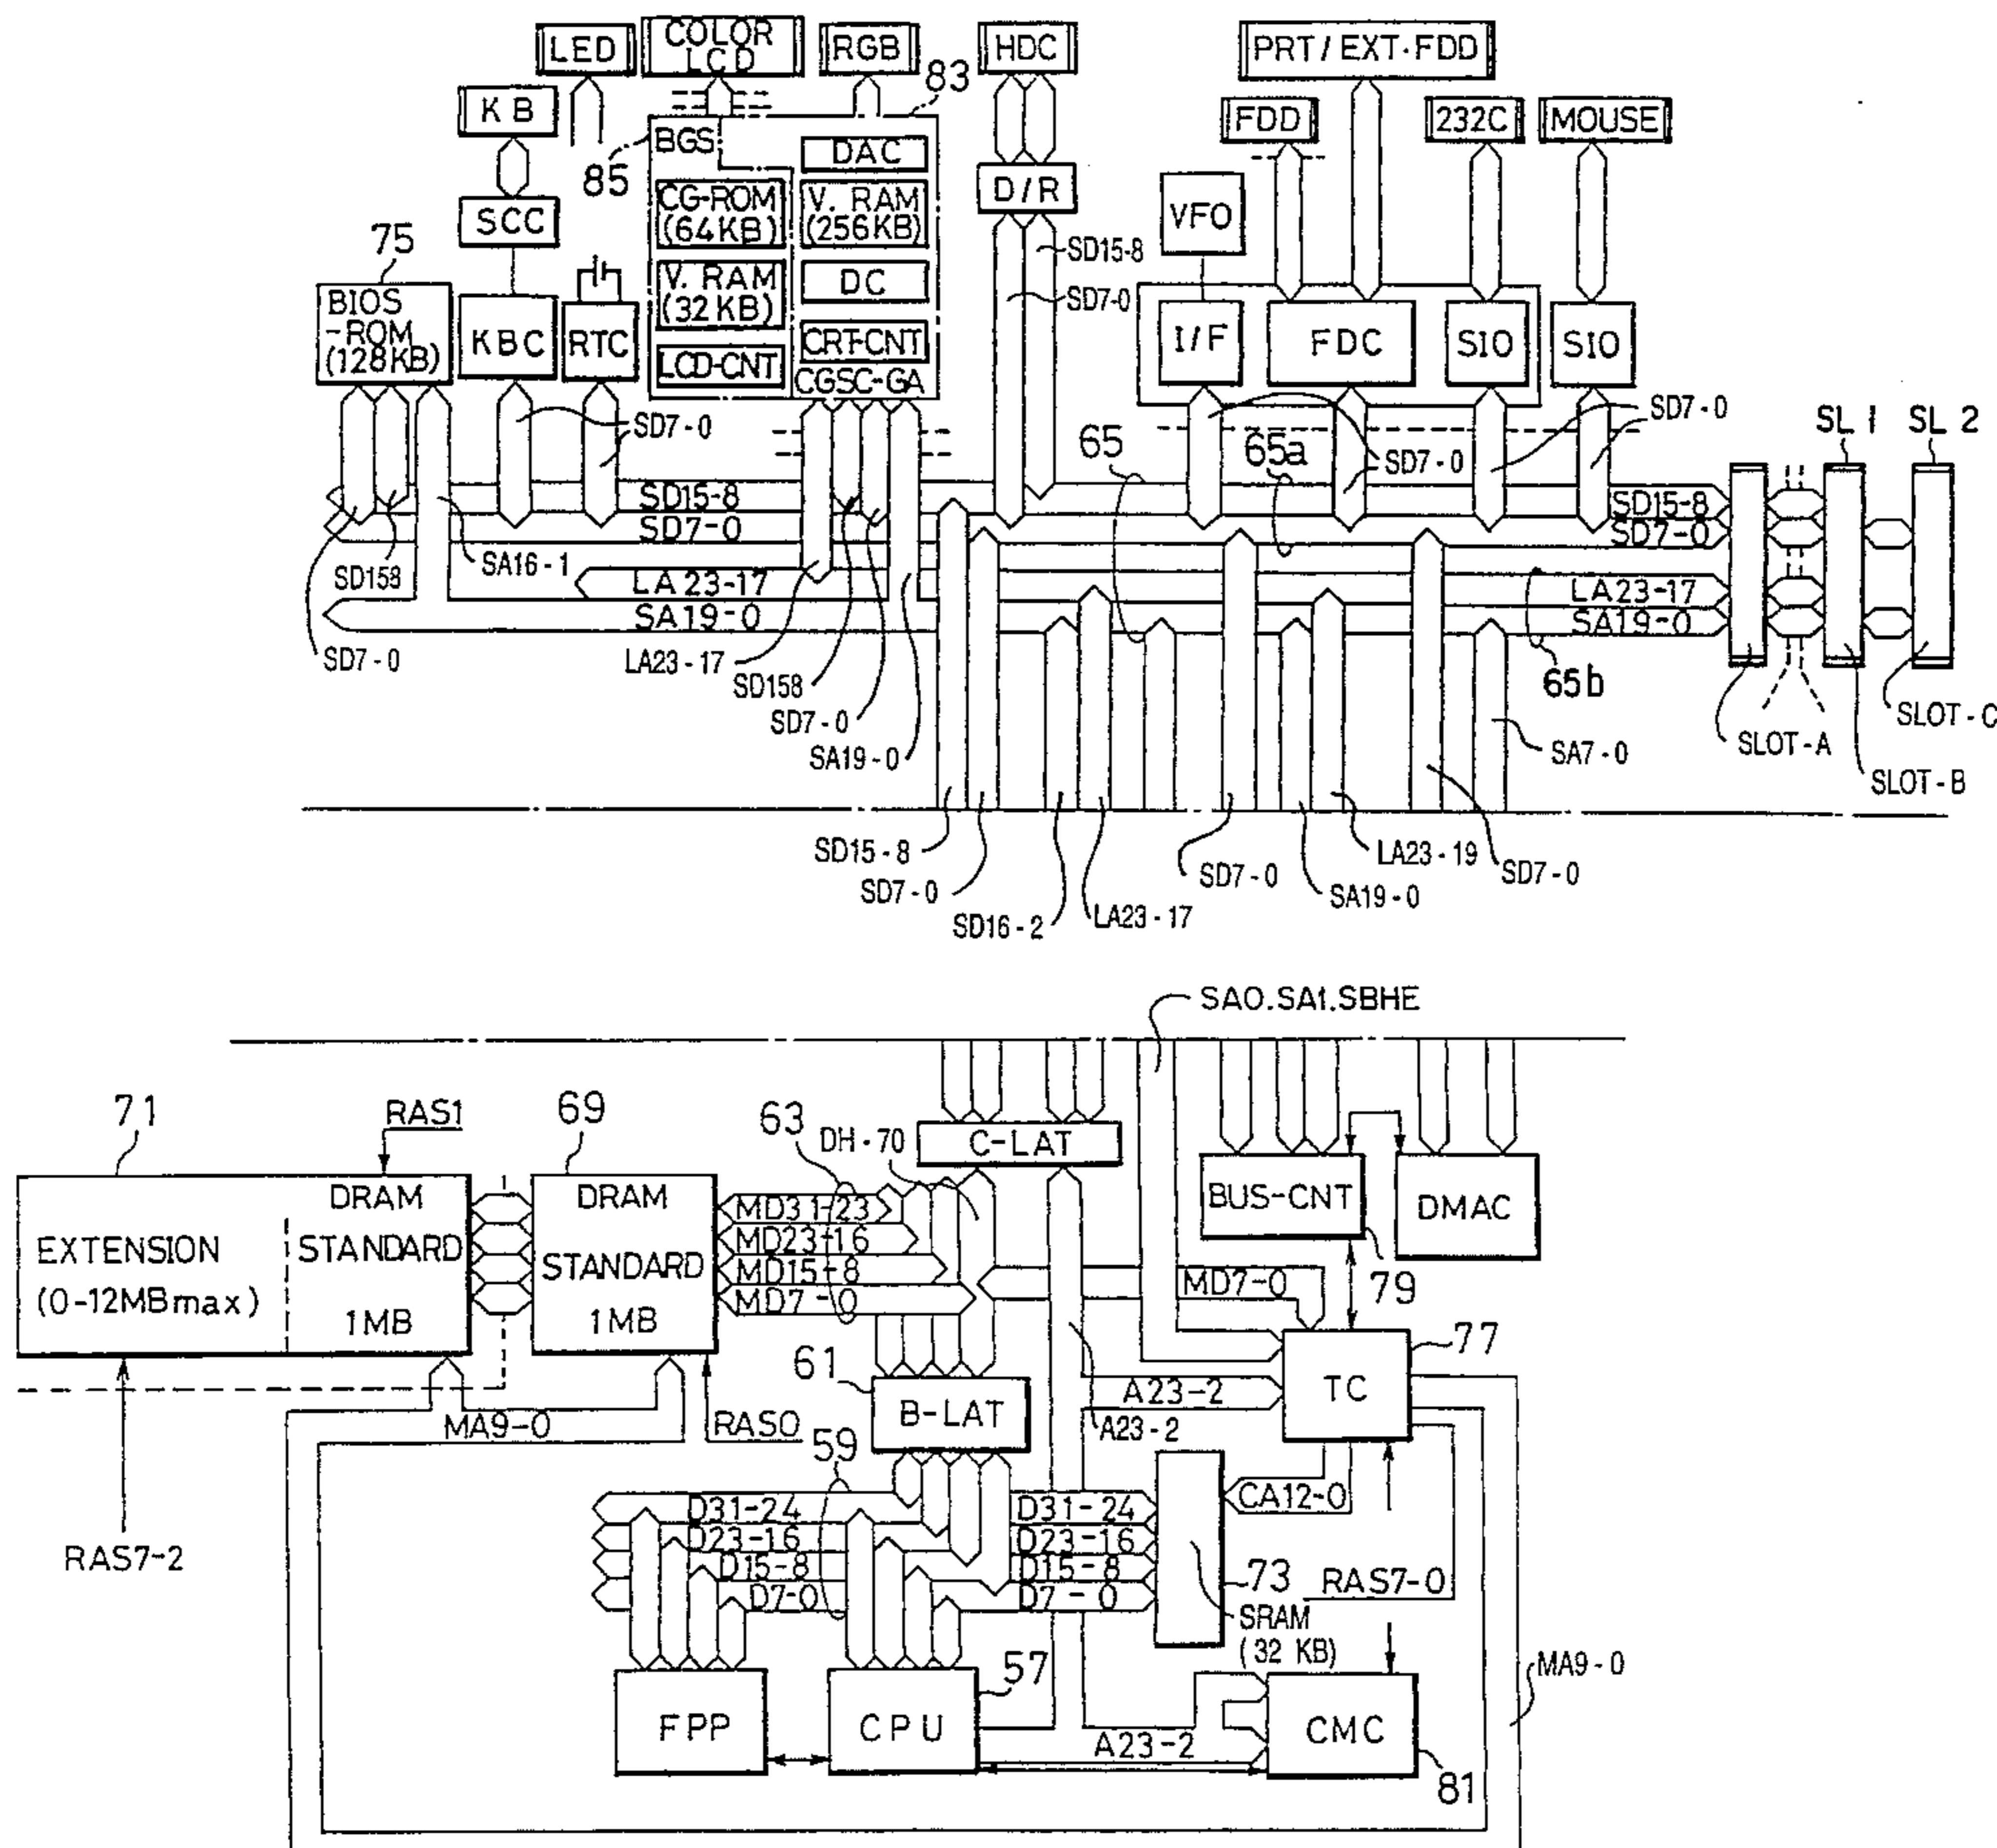 LED
COLOR
LCD
RGB
HDC
PRT/EXT·FDD
83
KB
FDD
232C
MOUSE
BGS
85
DAC
D/R
SCC
CG-ROM
(64KB)
V. RAM
(256KB)
VFO
75
SD15-8
BIOS
-ROM
(128KB)
KBC
RTC
V. RAM
(32KB)
DC
SD7-0
I/F
FDC
SIO
SIO
LCD-CNT
CRT-CNT
CGSC-GA
SD7-0
65
65a
SD7-0
SD7-0
SL 1
SL 2
SD15-8
SD7-0
SD15-8
SD7-0
SD158
SA16-1
LA23-17
SA19-0
LA23-17
SA19-0
SD7-0
LA23-17
SD158
SD7-0
SA19-0
65b
SA7-0
SLOT-A
SLOT-B
SLOT-C
SD15-8
SD7-0
SD16-2
LA23-17
SD7-0
SA19-0
LA23-19
SD7-0
SA0.SA1.SBHE
71
RAS1
69
63
DH-70
C-LAT
DRAM
STANDARD
1MB
EXTENSION
(0-12MBmax)
DRAM
STANDARD
1MB
MD31-23
MD23-16
MD15-8
MD7-0
BUS-CNT
DMAC
MD7-0
79
77
61
TC
A23-2
B-LAT
MA9-0
RAS0
59
A23-2
CA12-0
D31-24
D23-16
D15-8
D7-0
D31-24
D23-16
D15-8
D7-0
RAS7-2
73
RAS7-0
SRAM
(32 KB)
57
MA9-0
FPP
CPU
A23-2
CMC
81